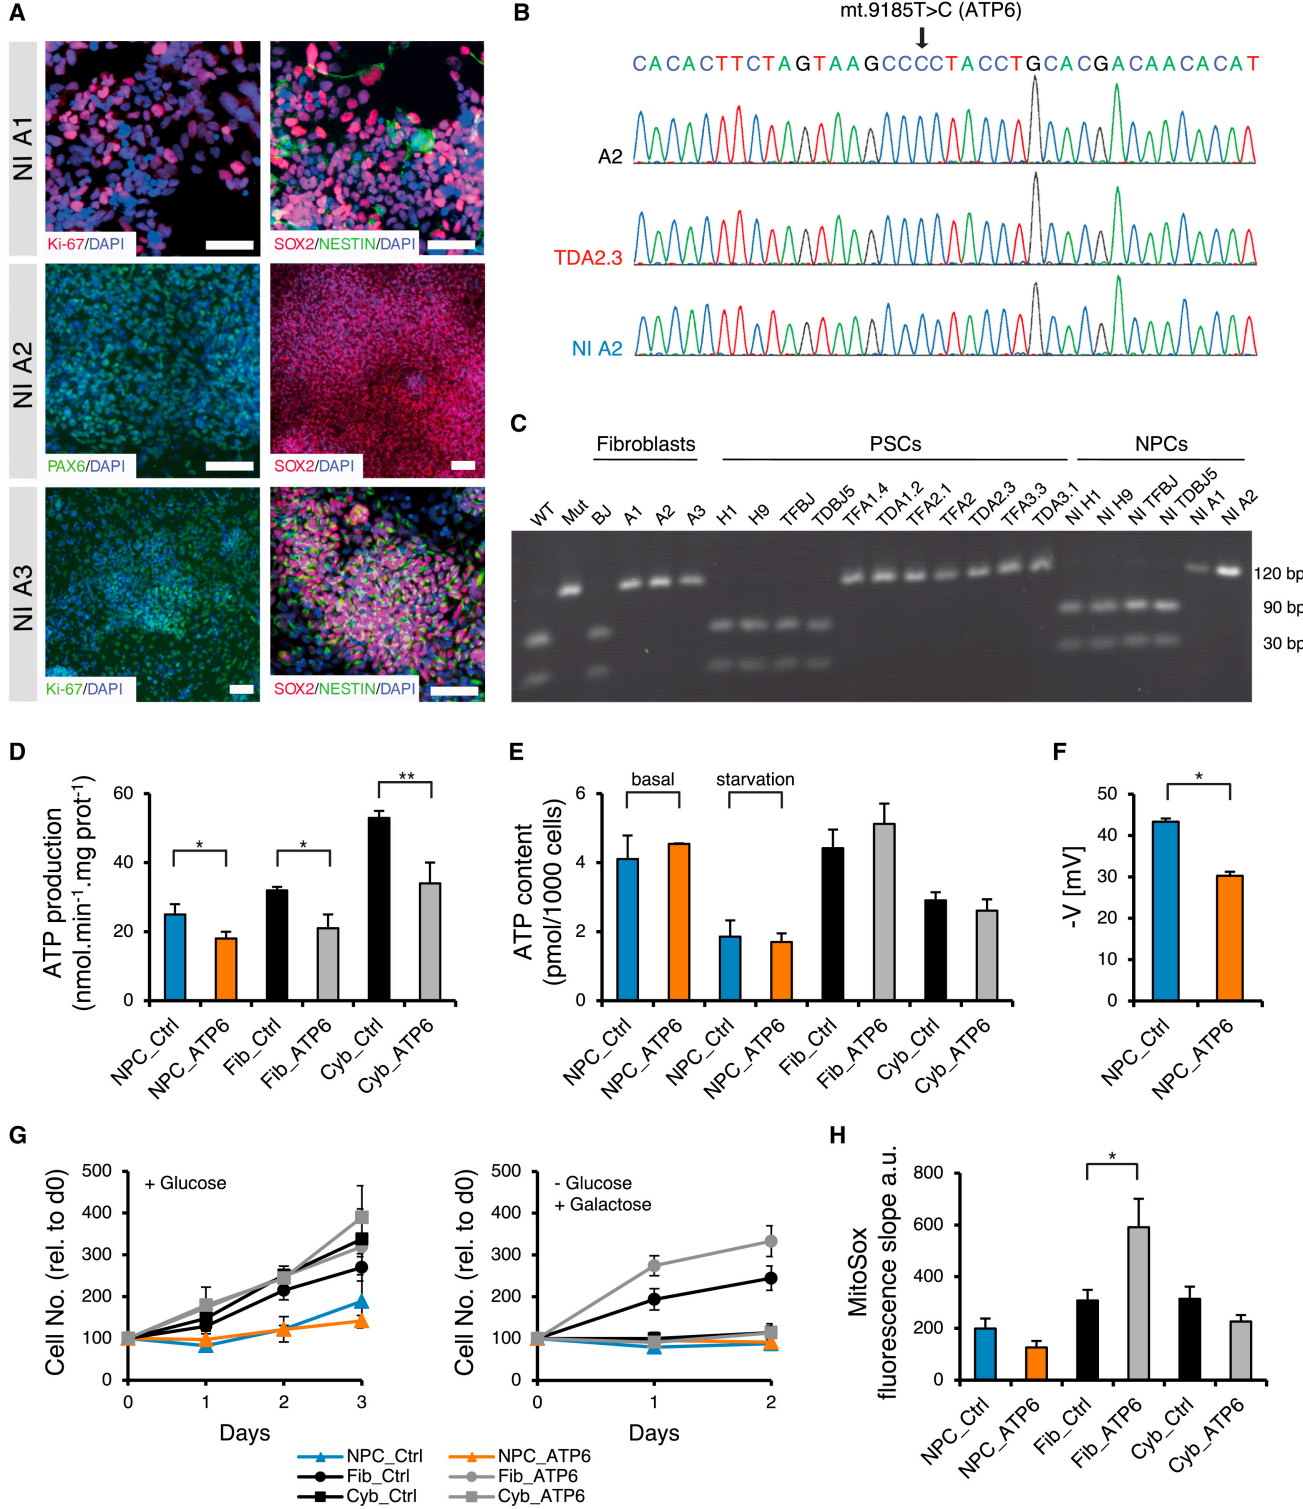 A
NI A1
Ki-67/DAPI
SOX2/NESTIN/DAPI
NI A2
PAX6/DAPI
SOX2/DAPI
NI A3
Ki-67/DAPI
SOX2/NESTIN/DAPI
B
mt.9185T>C (ATP6)
CACACTTCTAGTAAGCCCCTACCTGCACGACAACACAT
A2
TDA2.3
NI A2
C
Fibroblasts PSCs NPCs
WT Mut BJ A1 A2 A3 H1 H9 TFBJ TDBJ5 TFA1.4 TDA1.2 TFA2.1 TFA2 TDA2.3 TFA3.3 TDA3.1 NI H1 NI H9 NI TFBJ NI TDBJ5 NI A1 NI A2
120 bp
90 bp
30 bp
D
ATP production
(nmol.min-1.mg prot-1)
60
40
20
0
* * **
NPC_Ctrl NPC_ATP6 Fib_Ctrl Fib_ATP6 Cyb_Ctrl Cyb_ATP6
E
ATP content
(pmol/1000 cells)
6
4
2
0
basal starvation
NPC_Ctrl NPC_ATP6 NPC_Ctrl NPC_ATP6 Fib_Ctrl Fib_ATP6 Cyb_Ctrl Cyb_ATP6
F
-V [mV]
50
40
30
20
10
0
*
NPC_Ctrl NPC_ATP6
G
Cell No. (rel. to d0)
500
400
300
200
100
0
+ Glucose
0 1 2 3
Days
Cell No. (rel. to d0)
500
400
300
200
100
0
- Glucose
+ Galactose
0 1 2
Days
NPC_Ctrl NPC_ATP6
Fib_Ctrl Fib_ATP6
Cyb_Ctrl Cyb_ATP6
H
MitoSox
fluorescence slope a.u.
800
600
400
200
0
*
NPC_Ctrl NPC_ATP6 Fib_Ctrl Fib_ATP6 Cyb_Ctrl Cyb_ATP6